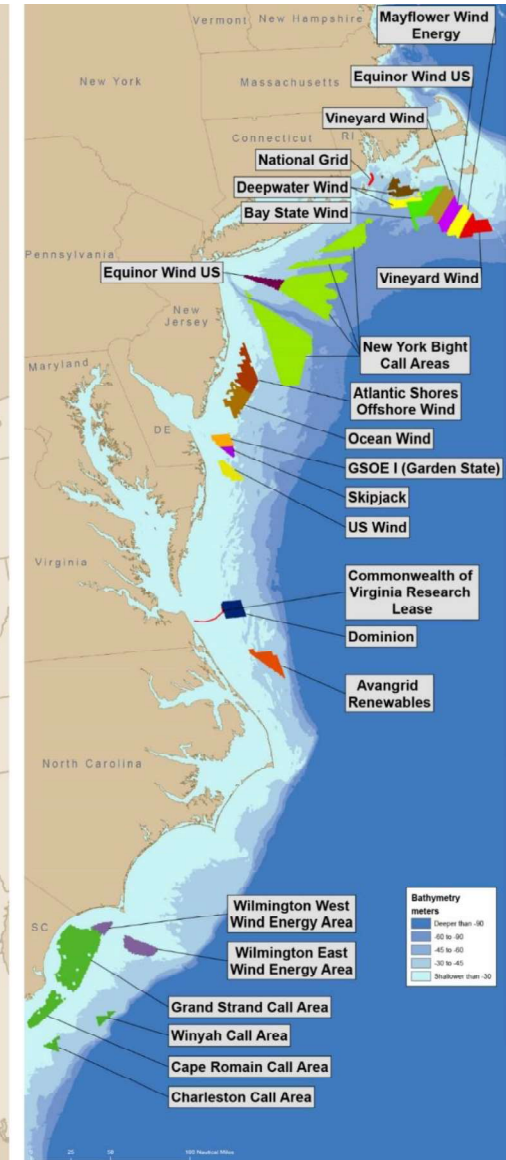 Vermont
New Hampshire
Mayflower Wind
Energy
Equinor Wind US
New York
Massachusetts
Vineyard Wind
Connecticut
RI
National Grid
Deepwater Wind
Bay State Wind
Pennsylvania
Equinor Wind US
Vineyard Wind
New
Jersey
New York Bight
Call Areas
Maryland
Atlantic Shores
Offshore Wind
DE
Ocean Wind
GSOE I (Garden State)
Skipjack
US Wind
Virginia
Commonwealth of
Virginia Research
Lease
Dominion
Avangrid
Renewables
North Carolina
Bathymetry
meters
Deeper than -90
-60 to -90
-45 to -60
-30 to -45
Shallower than -30
SC
Wilmington West
Wind Energy Area
Wilmington East
Wind Energy Area
Grand Strand Call Area
Winyah Call Area
Cape Romain Call Area
Charleston Call Area
25 50 100 Nautical Miles